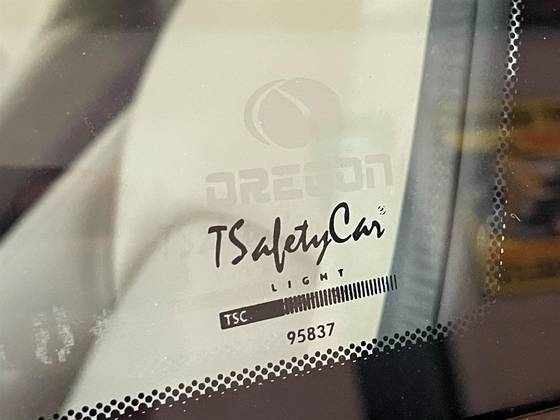 OREGON
TSafetyCar®
LIGHT
TSC
95837